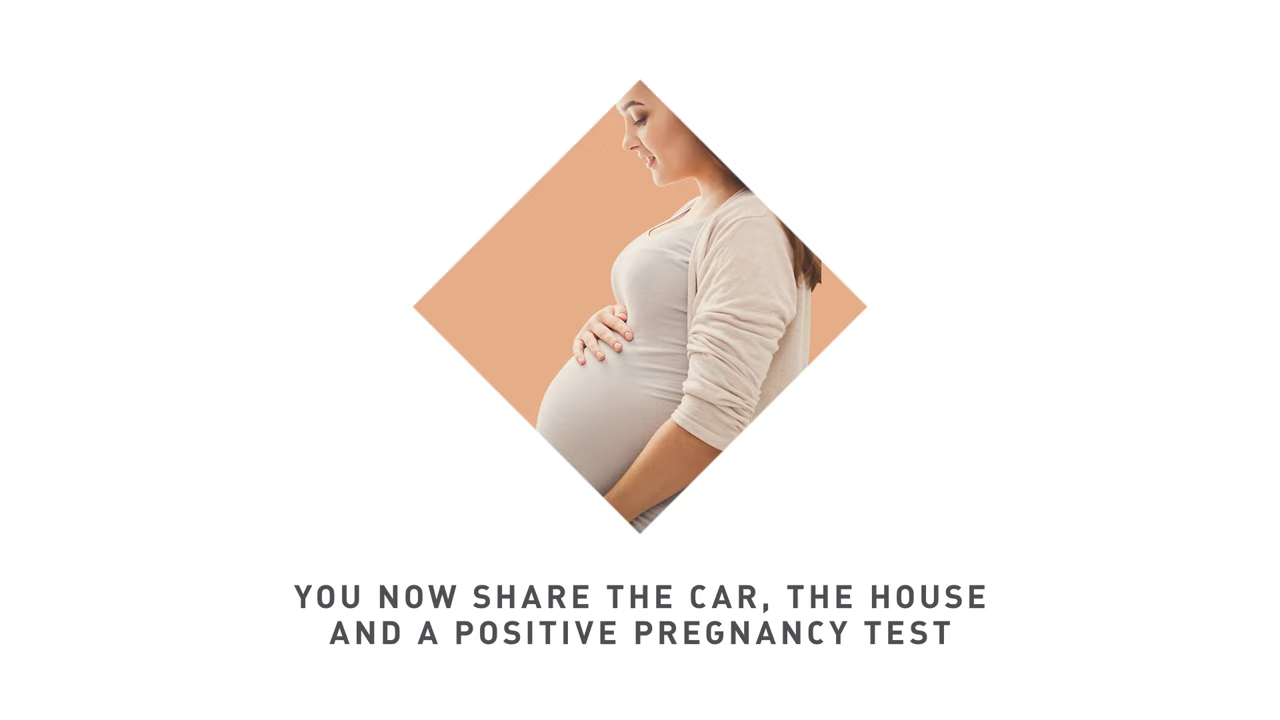 YOU NOW SHARE THE CAR, THE HOUSE
AND A POSITIVE PREGNANCY TEST